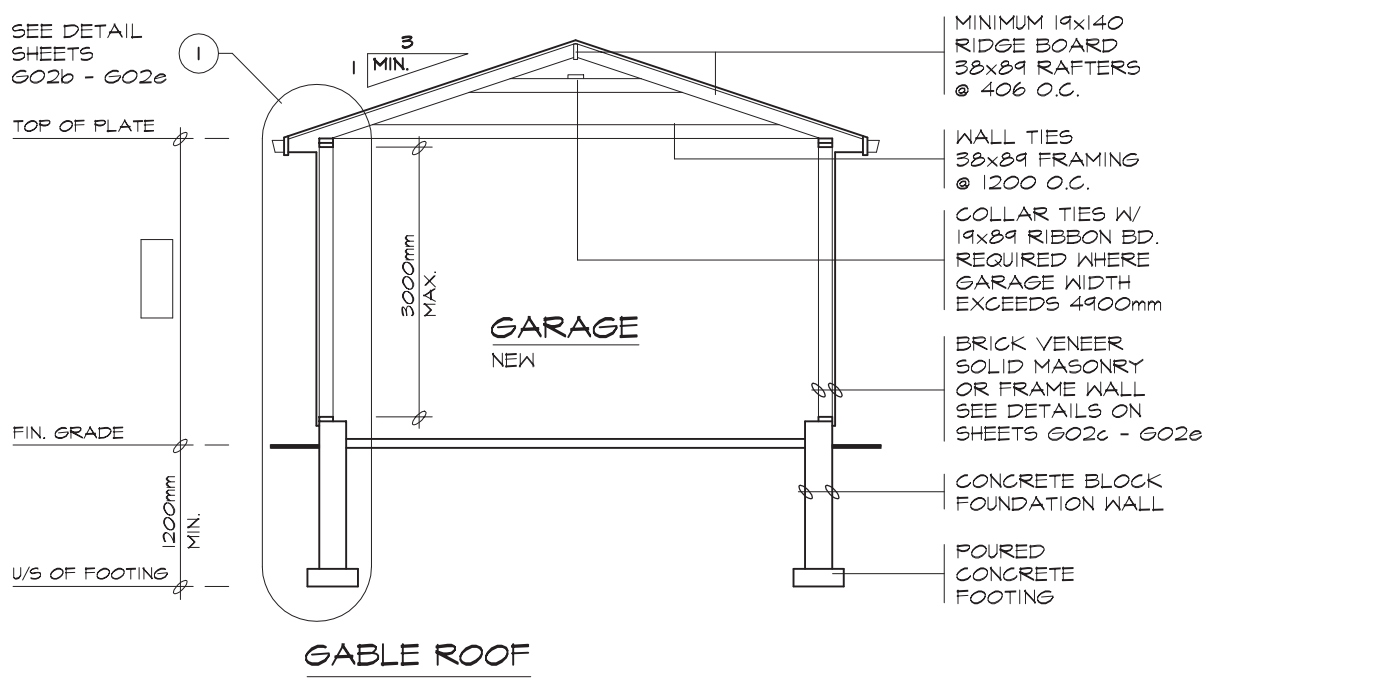 SEE DETAIL
SHEETS
G02b - G02e
1
3
1
MIN.
TOP OF PLATE
3000mm
MAX.
GARAGE
NEW
FIN. GRADE
1200mm
MIN.
U/S OF FOOTING
MINIMUM 19x140
RIDGE BOARD
38x89 RAFTERS
@ 406 O.C.
WALL TIES
38x89 FRAMING
@ 1200 O.C.
COLLAR TIES W/
19x89 RIBBON BD.
REQUIRED WHERE
GARAGE WIDTH
EXCEEDS 4900mm
BRICK VENEER
SOLID MASONRY
OR FRAME WALL
SEE DETAILS ON
SHEETS G02c - G02e
CONCRETE BLOCK
FOUNDATION WALL
POURED
CONCRETE
FOOTING
GABLE ROOF